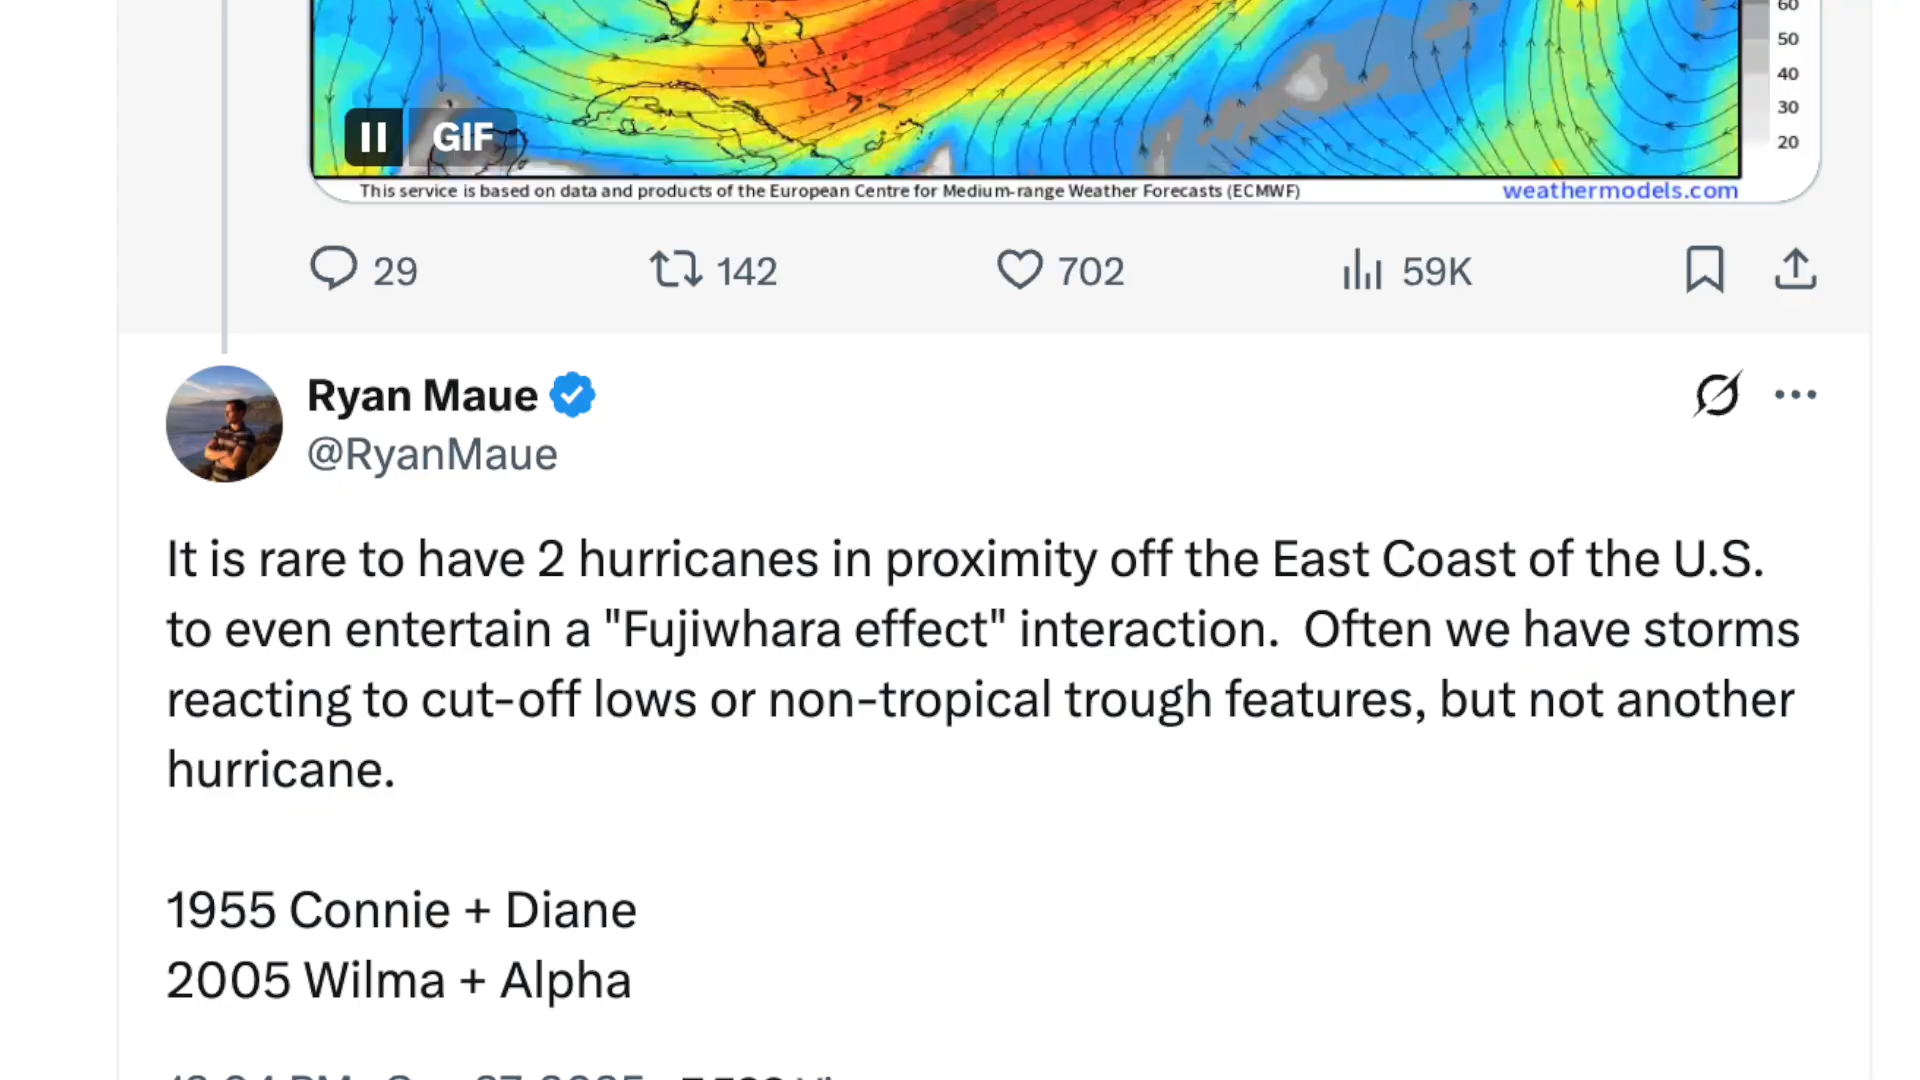 60
50
40
30
20
GIF
This service is based on data and products of the European Centre for Medium-range Weather Forecasts (ECMWF)
weathermodels.com
29 142 702 59K
Ryan Maue
@RyanMaue
It is rare to have 2 hurricanes in proximity off the East Coast of the U.S.
to even entertain a "Fujiwhara effect" interaction.  Often we have storms
reacting to cut-off lows or non-tropical trough features, but not another
hurricane.
1955 Connie + Diane
2005 Wilma + Alpha